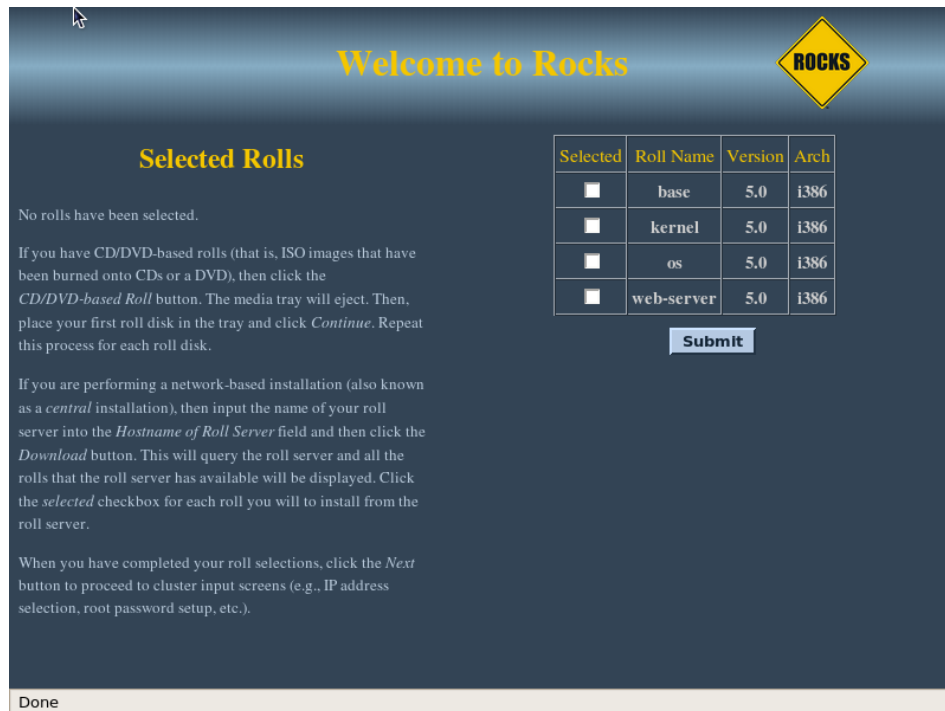 Welcome to Rocks
ROCKS
Selected Rolls
No rolls have been selected.
If you have CD/DVD-based rolls (that is, ISO images that have
been burned onto CDs or a DVD), then click the
CD/DVD-based Roll button. The media tray will eject. Then,
place your first roll disk in the tray and click Continue. Repeat
this process for each roll disk.
If you are performing a network-based installation (also known
as a central installation), then input the name of your roll
server into the Hostname of Roll Server field and then click the
Download button. This will query the roll server and all the
rolls that the roll server has available will be displayed. Click
the selected checkbox for each roll you will to install from the
roll server.
When you have completed your roll selections, click the Next
button to proceed to cluster input screens (e.g., IP address
selection, root password setup, etc.).
Selected Roll Name Version Arch
base 5.0 i386
kernel 5.0 i386
os 5.0 i386
web-server 5.0 i386
Submit
Done